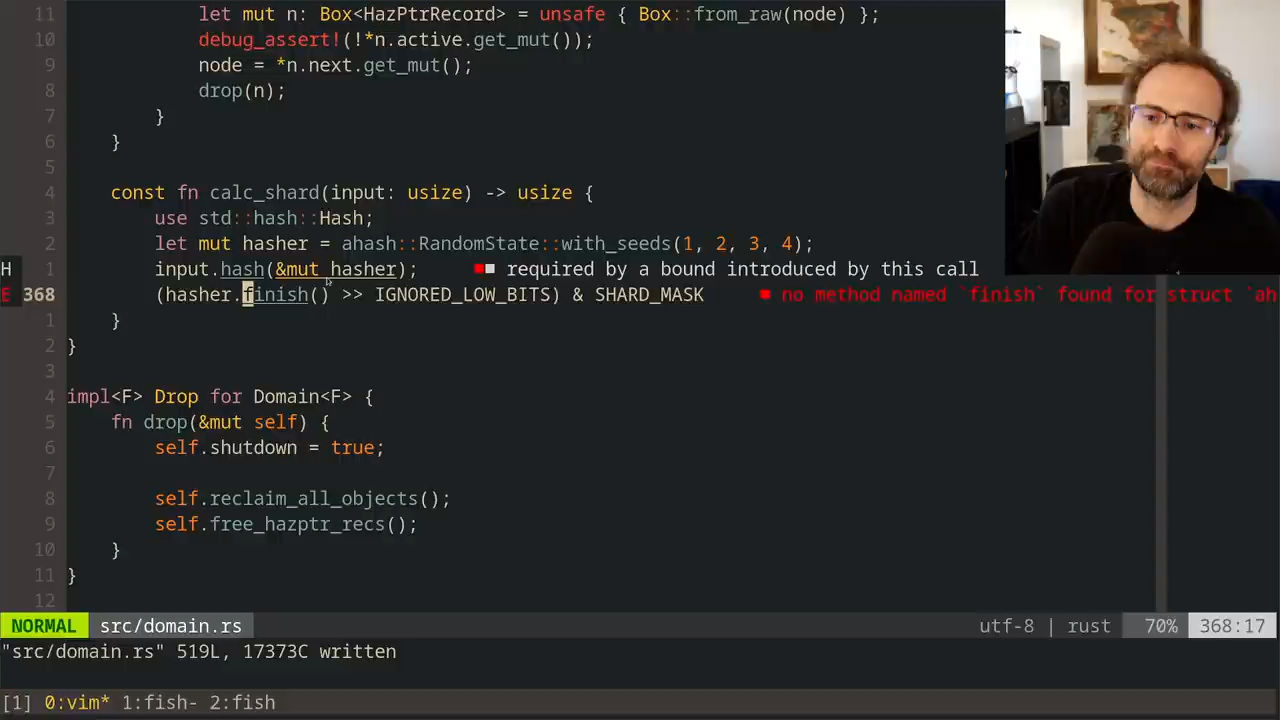 11 let mut n: Box<HazPtrRecord> = unsafe { Box::from_raw(node) };
10 debug_assert!(!*n.active.get_mut());
9 node = *n.next.get_mut();
8 drop(n);
7 }
6 }
5
4 const fn calc_shard(input: usize) -> usize {
3 use std::hash::Hash;
2 let mut hasher = ahash::RandomState::with_seeds(1, 2, 3, 4);
H 1 input.hash(&mut hasher); ■■ required by a bound introduced by this call
E 368 (hasher.finish() >> IGNORED_LOW_BITS) & SHARD_MASK ■ no method named `finish` found for struct `ah
1 }
2 }
3
4 impl<F> Drop for Domain<F> {
5 fn drop(&mut self) {
6 self.shutdown = true;
7
8 self.reclaim_all_objects();
9 self.free_hazptr_recs();
10 }
11 }
12
NORMAL src/domain.rs utf-8 | rust 70% 368:17
"src/domain.rs" 519L, 17373C written
[1] 0:vim* 1:fish- 2:fish